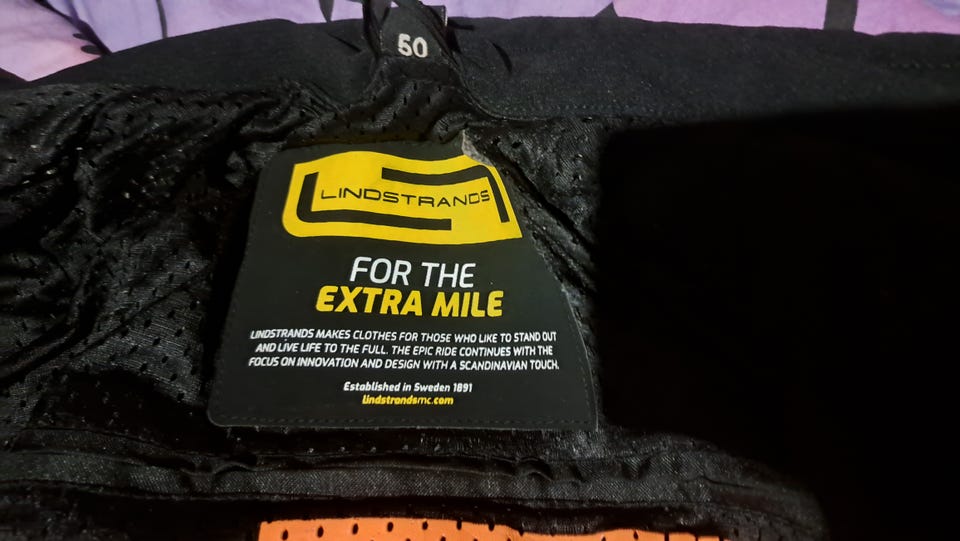 50
LINDSTRANDS
FOR THE
EXTRA MILE
LINDSTRANDS MAKES CLOTHES FOR THOSE WHO LIKE TO STAND OUT
AND LIVE LIFE TO THE FULL. THE EPIC RIDE CONTINUES WITH THE
FOCUS ON INNOVATION AND DESIGN WITH A SCANDINAVIAN TOUCH.
Established in Sweden 1891
lindstrandsmc.com